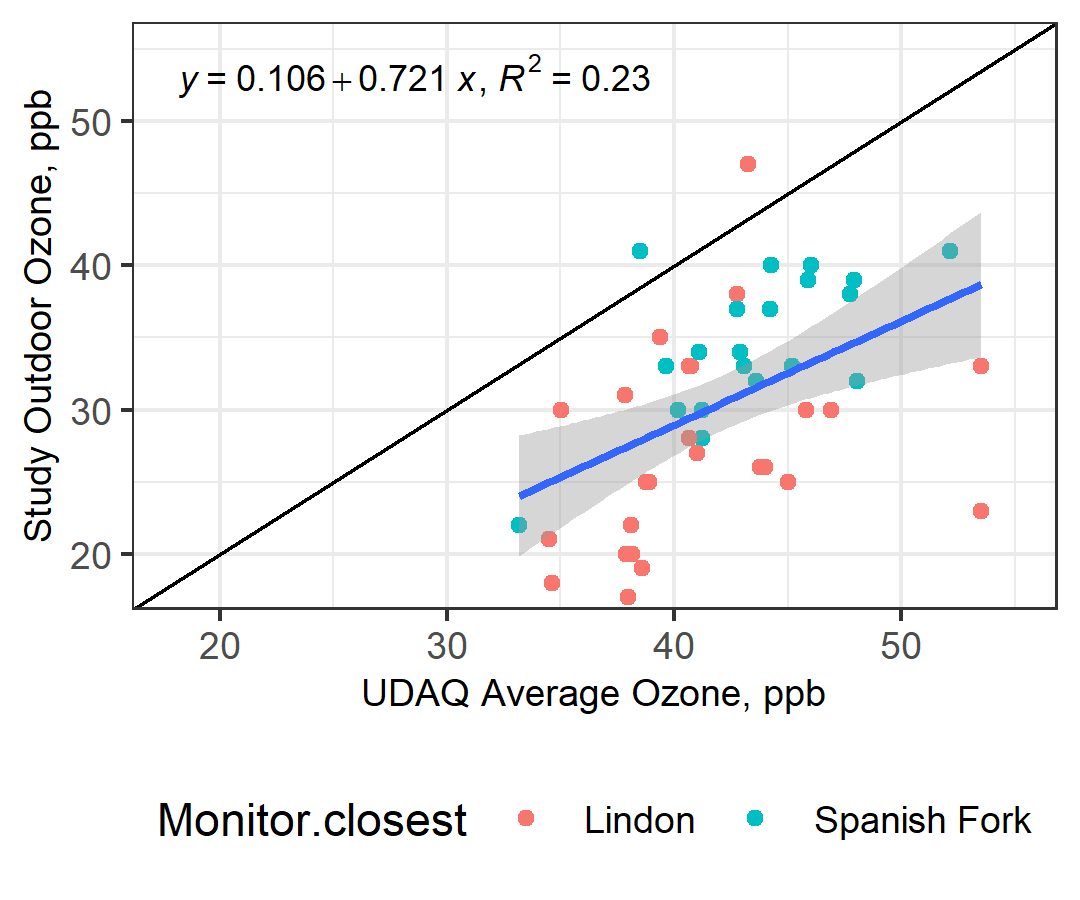 y = 0.106 + 0.721 x, R² = 0.23
Study Outdoor Ozone, ppb
50
40
30
20
20 30 40 50
UDAQ Average Ozone, ppb
Monitor.closest Lindon Spanish Fork